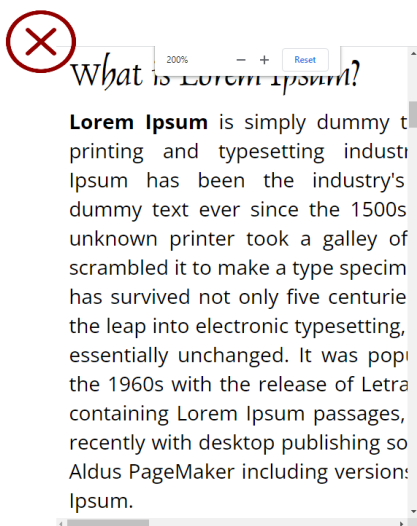 200% − + Reset
What is Lorem Ipsum?
Lorem Ipsum is simply dummy t
printing and typesetting industr
Ipsum has been the industry's
dummy text ever since the 1500s
unknown printer took a galley of
scrambled it to make a type specim
has survived not only five centurie
the leap into electronic typesetting,
essentially unchanged. It was popu
the 1960s with the release of Letra
containing Lorem Ipsum passages,
recently with desktop publishing so
Aldus PageMaker including versions
Ipsum.